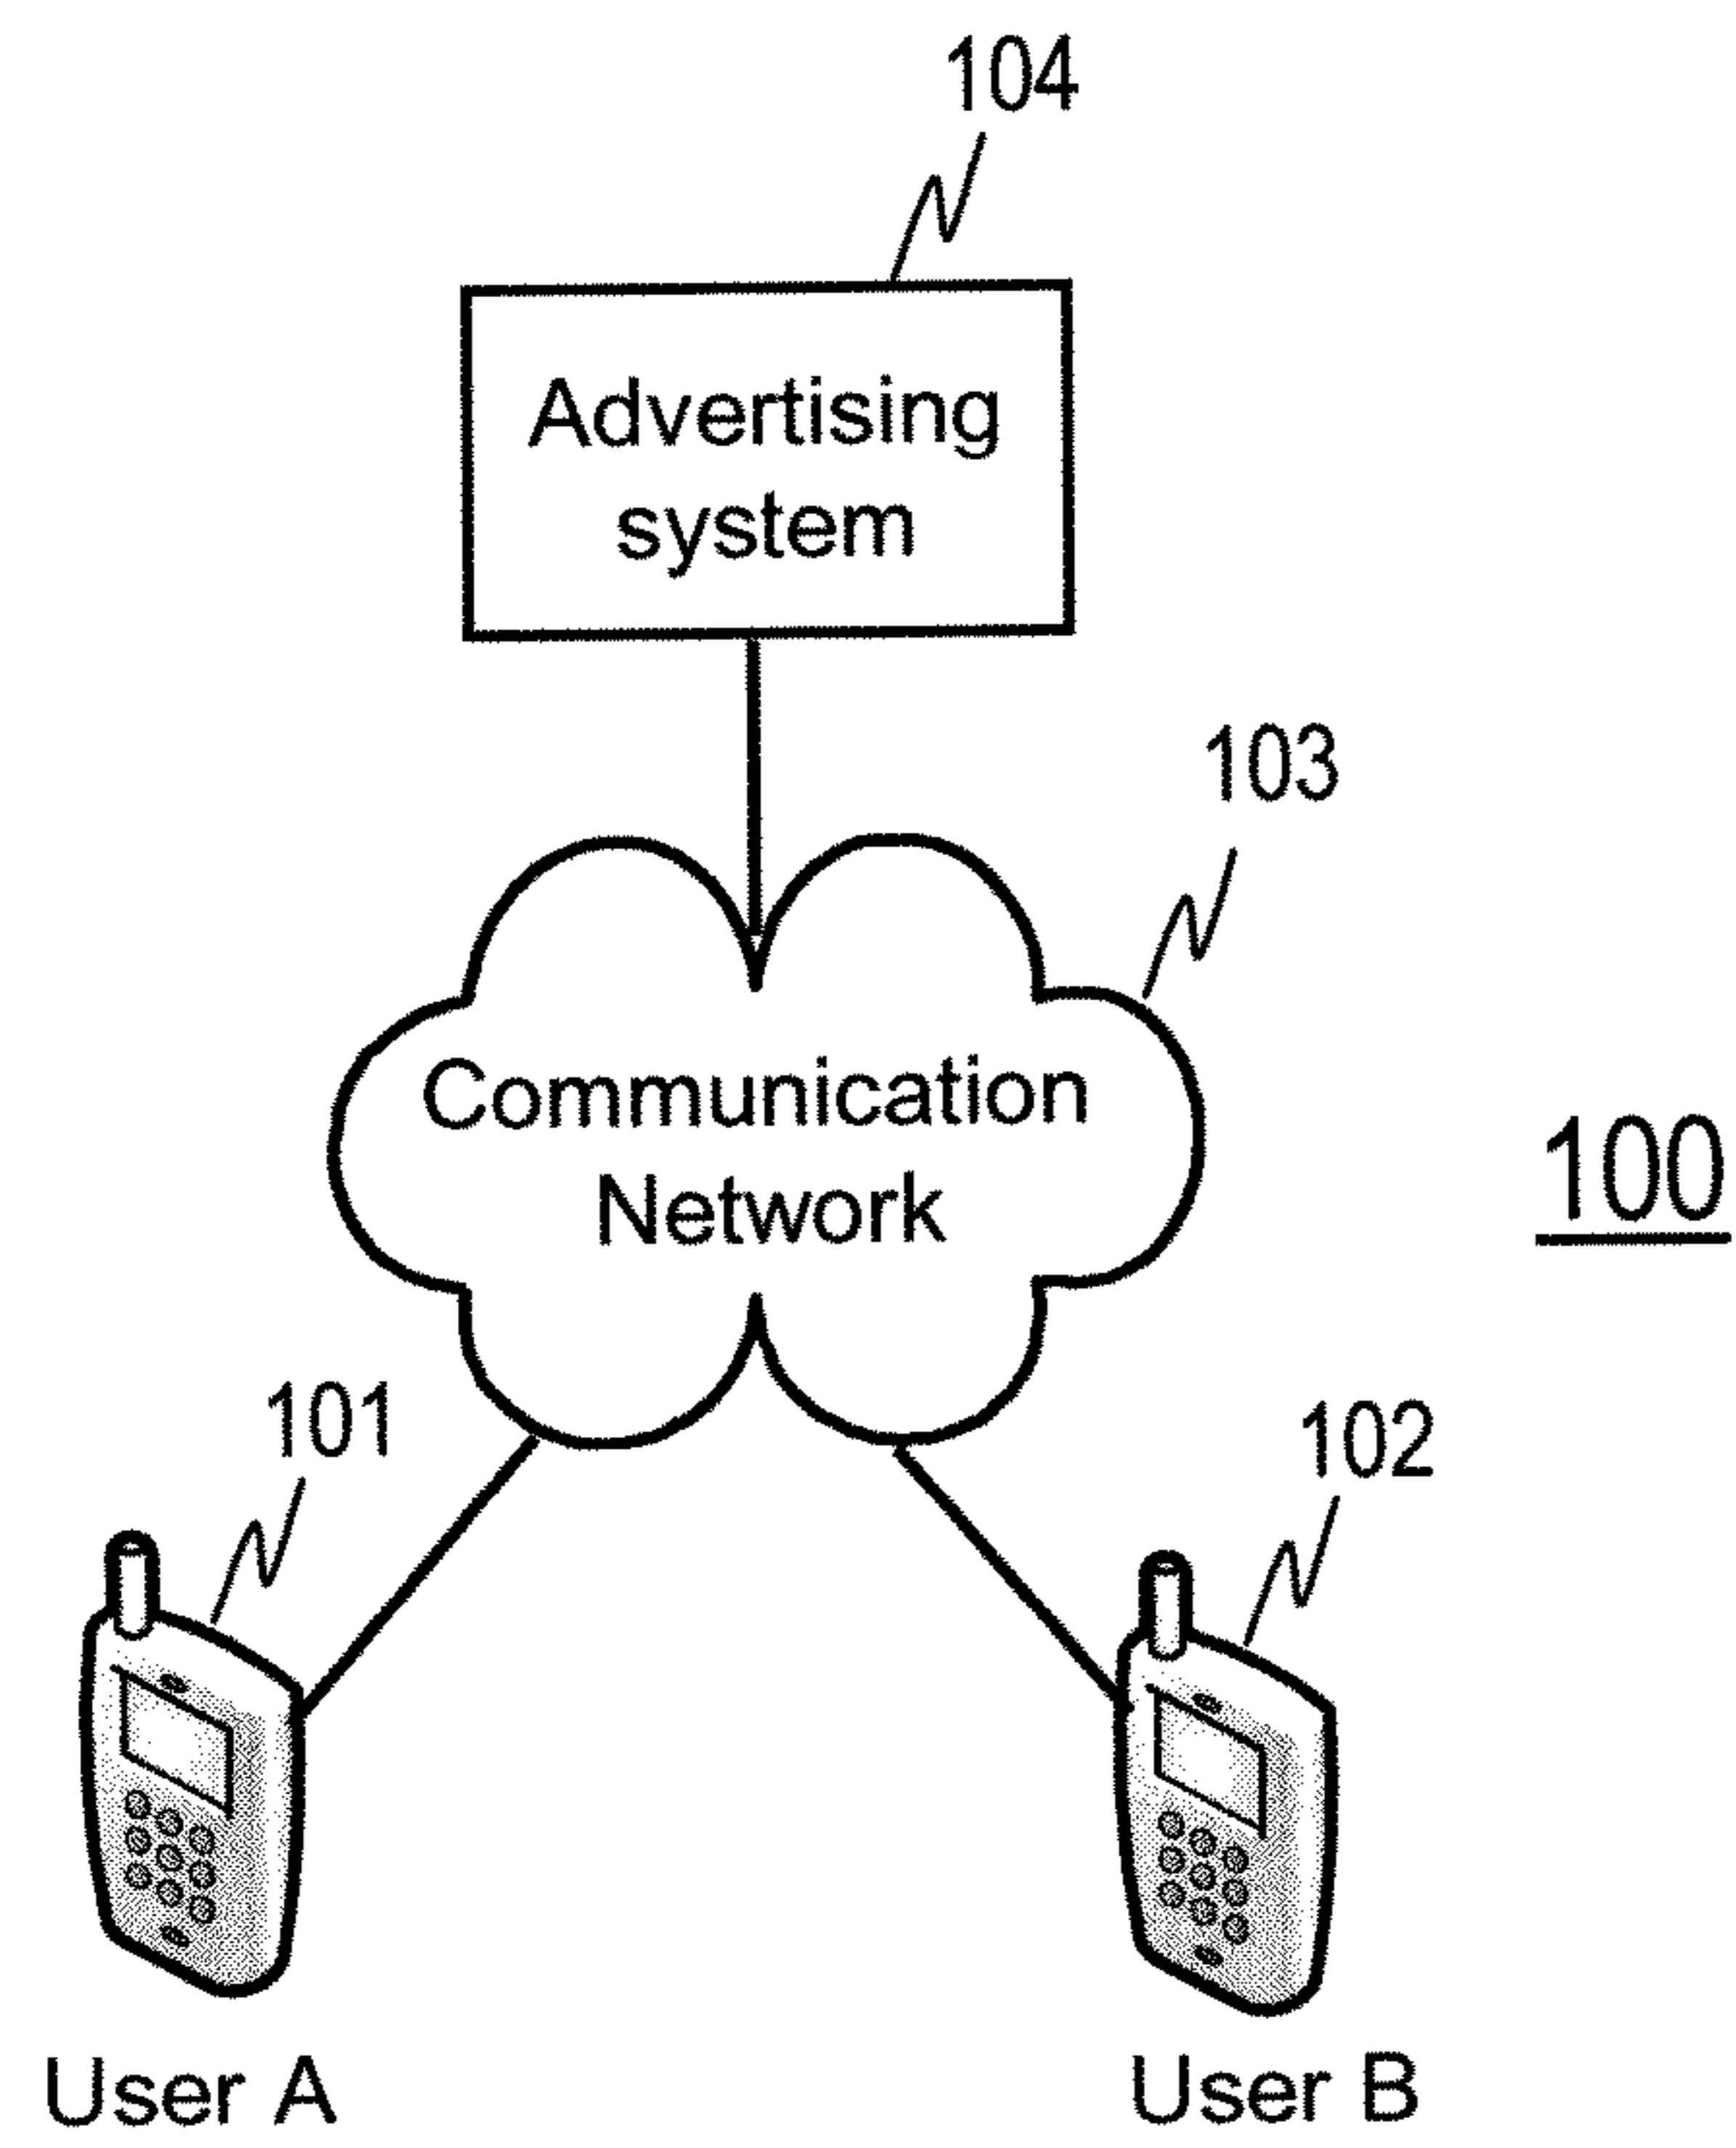 104
Advertising
system
103
Communication
Network
100
101
102
User A
User B